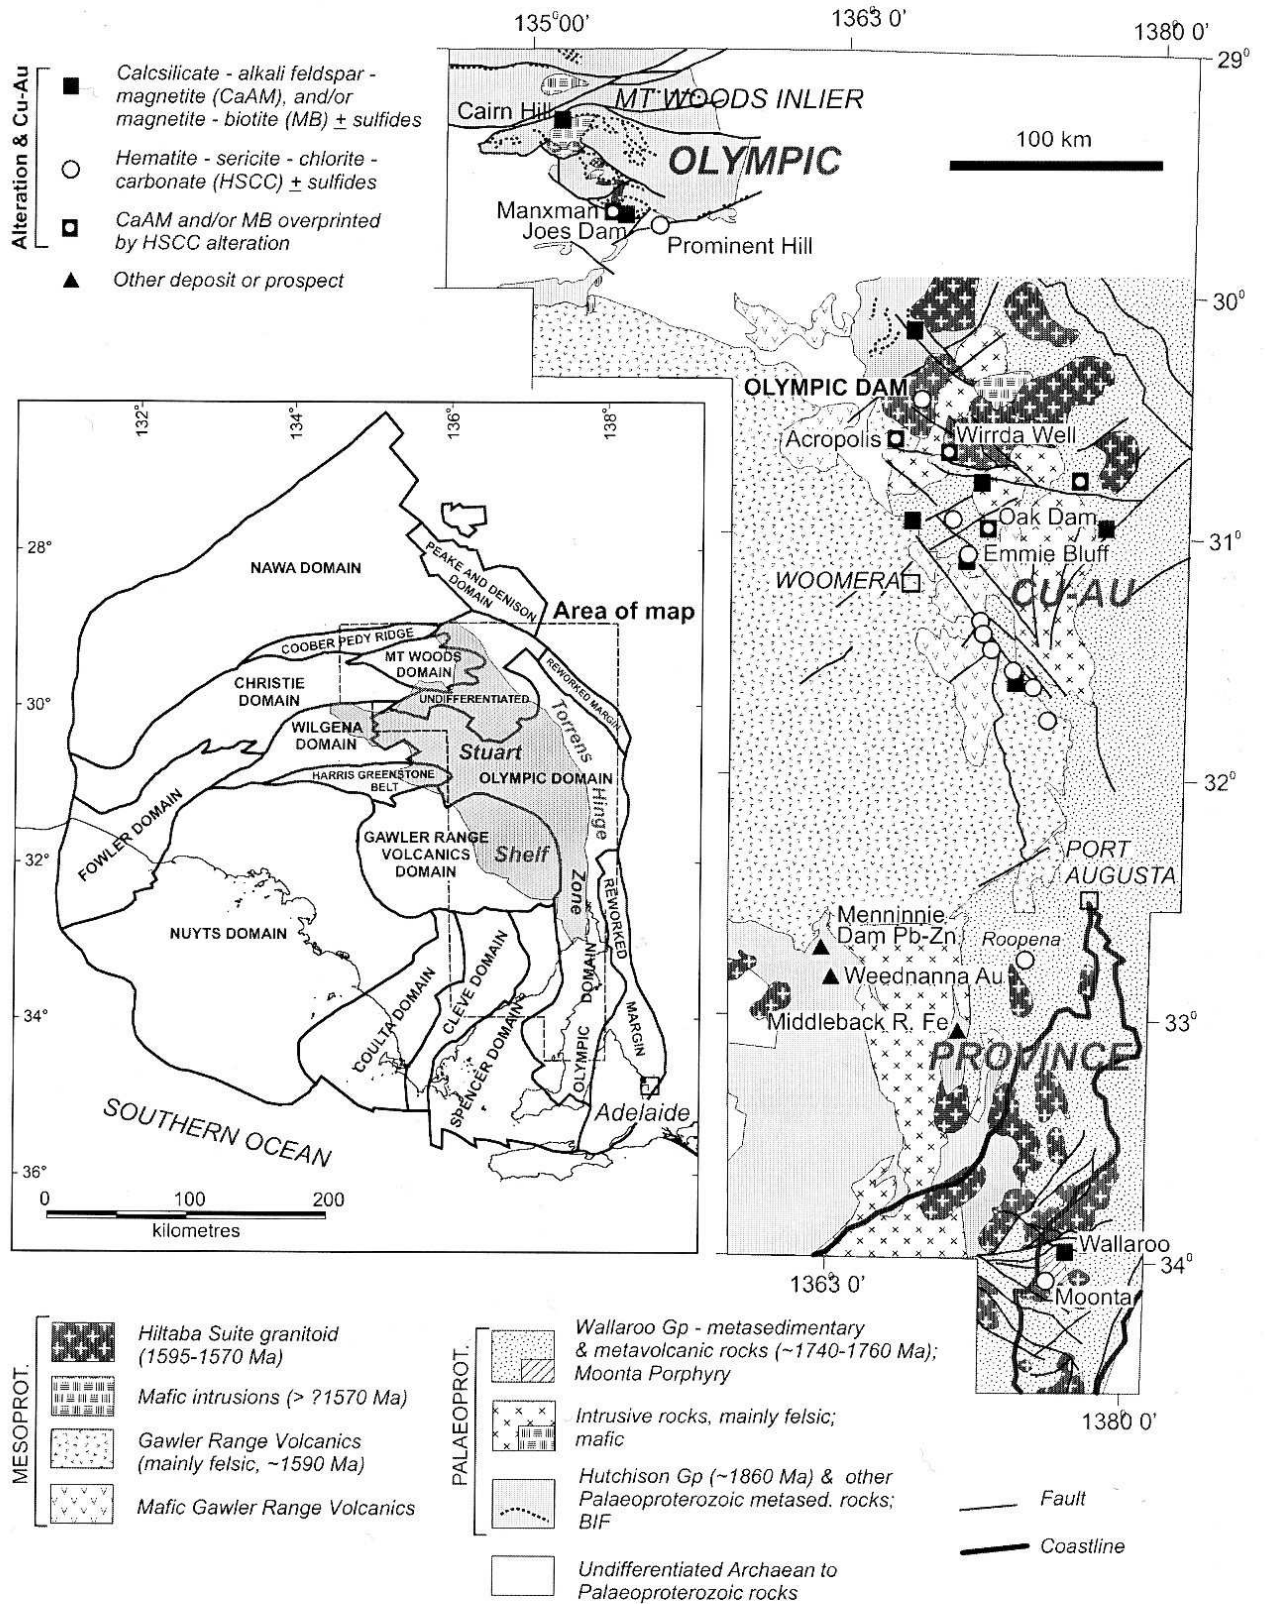 135°00'
1363 0'
1380 0'
29°
Alteration & Cu-Au
Calcsilicate - alkali feldspar -
magnetite (CaAM), and/or
magnetite - biotite (MB) ± sulfides
Hematite - sericite - chlorite -
carbonate (HSCC) ± sulfides
CaAM and/or MB overprinted
by HSCC alteration
Other deposit or prospect
Cairn Hill
MT WOODS INLIER
OLYMPIC
100 km
Manxman
Joes Dam
Prominent Hill
30°
OLYMPIC DAM
Acropolis
Wirrda Well
Oak Dam
31°
Emmie Bluff
WOOMERA
CU-AU
32°
PORT
AUGUSTA
Menninnie
Dam Pb-Zn
Roopena
Weednanna Au
Middleback R. Fe
33°
PROVINCE
Wallaroo
34°
Moonta
1363 0'
1380 0'
132°
134°
136°
138°
28°
30°
32°
34°
36°
NAWA DOMAIN
PEAKE AND DENISON
DOMAIN
Area of map
COOBER PEDY RIDGE
MT WOODS
DOMAIN
CHRISTIE
DOMAIN
UNDIFFERENTIATED
REWORKED MARGIN
WILGENA
DOMAIN
Torrens
Hinge
Zone
Stuart
Shelf
OLYMPIC DOMAIN
HARRIS GREENSTONE
BELT
FOWLER DOMAIN
GAWLER RANGE
VOLCANICS
DOMAIN
NUYTS DOMAIN
COULTA DOMAIN
CLEVE DOMAIN
SPENCER DOMAIN
OLYMPIC
DOMAIN
REWORKED
MARGIN
Adelaide
SOUTHERN OCEAN
0 100 200
kilometres
MESOPROT.
Hiltaba Suite granitoid
(1595-1570 Ma)
Mafic intrusions (> ?1570 Ma)
Gawler Range Volcanics
(mainly felsic, ~1590 Ma)
Mafic Gawler Range Volcanics
PALAEOPROT.
Wallaroo Gp - metasedimentary
& metavolcanic rocks (~1740-1760 Ma);
Moonta Porphyry
Intrusive rocks, mainly felsic;
mafic
Hutchison Gp (~1860 Ma) & other
Palaeoproterozoic metased. rocks;
BIF
Undifferentiated Archaean to
Palaeoproterozoic rocks
Fault
Coastline